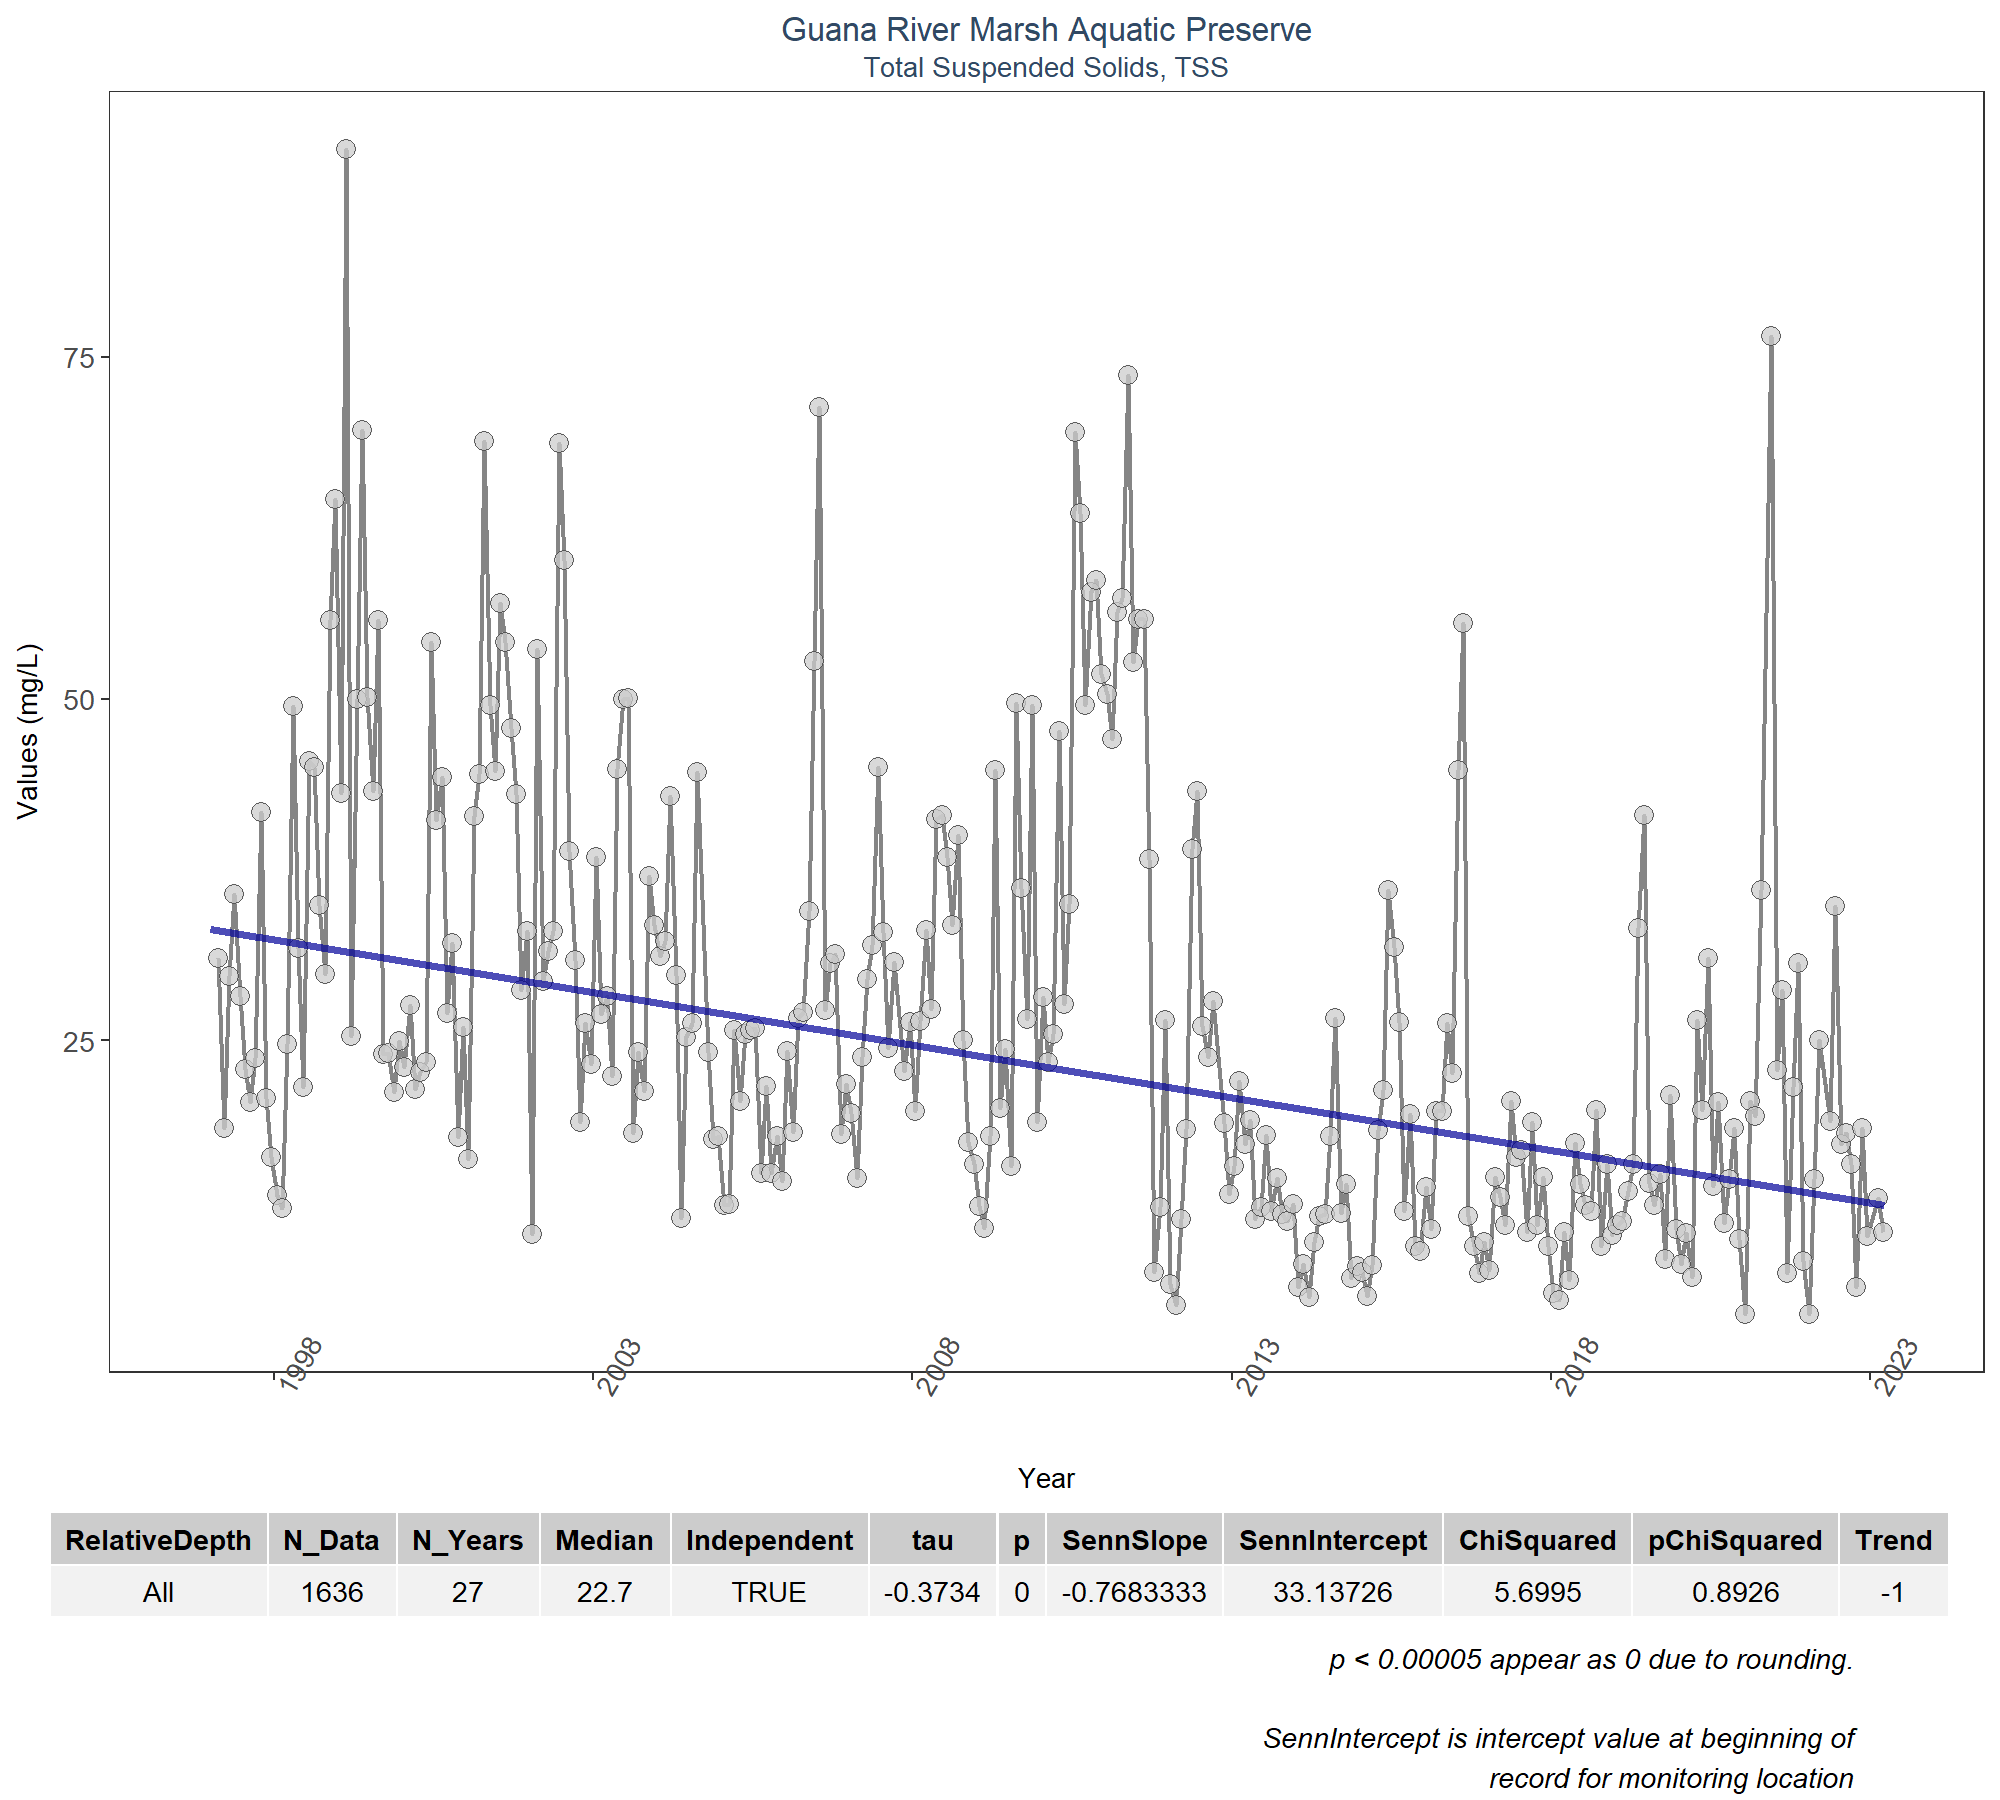 Guana River Marsh Aquatic Preserve
Total Suspended Solids, TSS
Values (mg/L)
75
50
25
1998
2003
2008
2013
2018
2023
Year
RelativeDepth N_Data N_Years Median Independent tau p SennSlope SennIntercept ChiSquared pChiSquared Trend
All 1636 27 22.7 TRUE -0.3734 0 -0.7683333 33.13726 5.6995 0.8926 -1
p < 0.00005 appear as 0 due to rounding.
SennIntercept is intercept value at beginning of
record for monitoring location